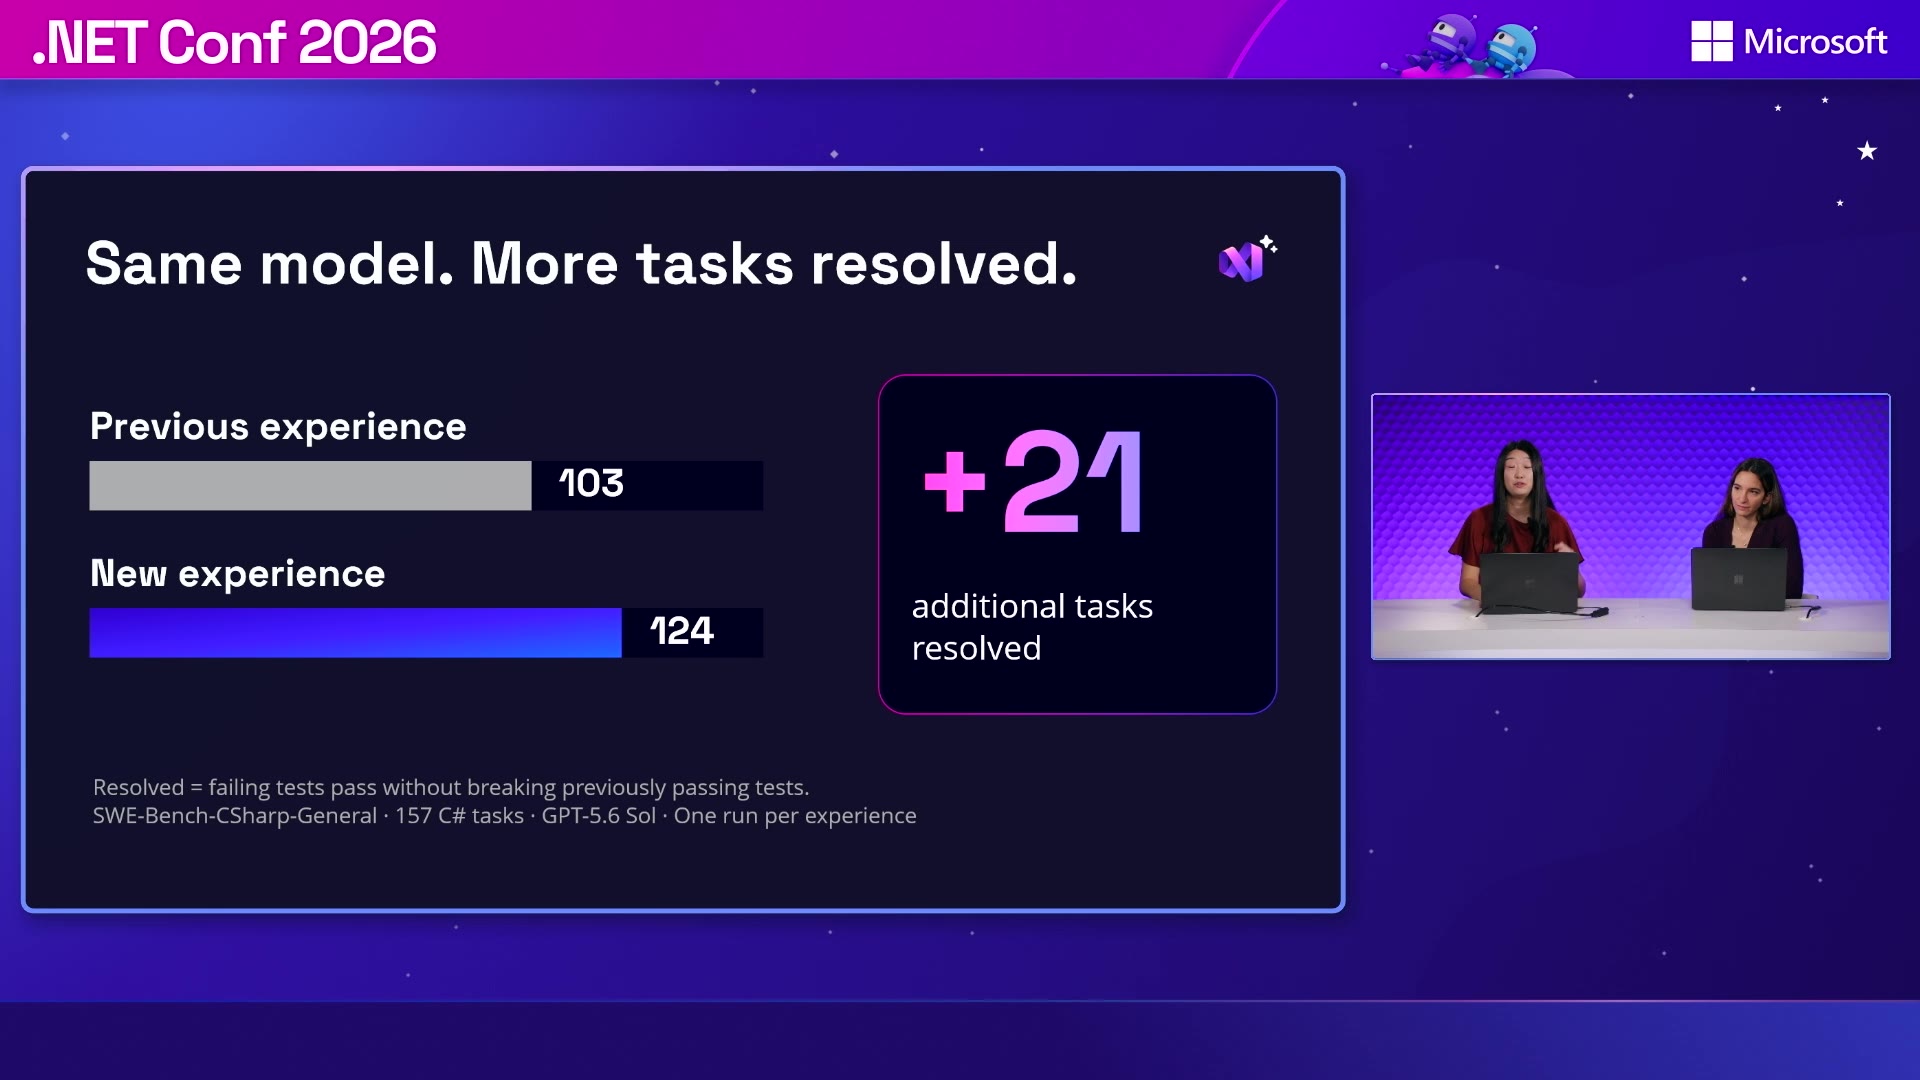 .NET Conf 2026
Microsoft
Same model. More tasks resolved.
Previous experience
103
New experience
124
+21
additional tasks
resolved
Resolved = failing tests pass without breaking previously passing tests.
SWE-Bench-CSharp-General · 157 C# tasks · GPT-5.6 Sol · One run per experience